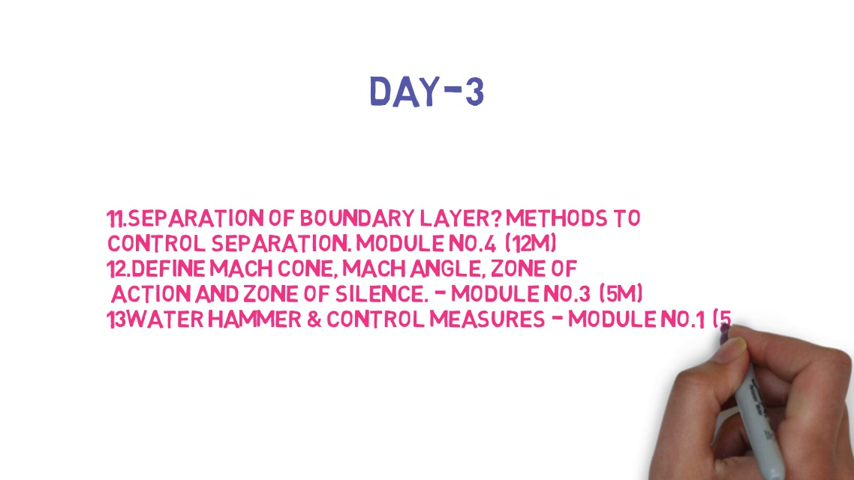 DAY-3
11.SEPARATION OF BOUNDARY LAYER? METHODS TO
CONTROL SEPARATION. MODULE NO.4 (12M)
12.DEFINE MACH CONE, MACH ANGLE, ZONE OF
ACTION AND ZONE OF SILENCE. - MODULE NO.3 (5M)
13WATER HAMMER & CONTROL MEASURES - MODULE NO.1 (5